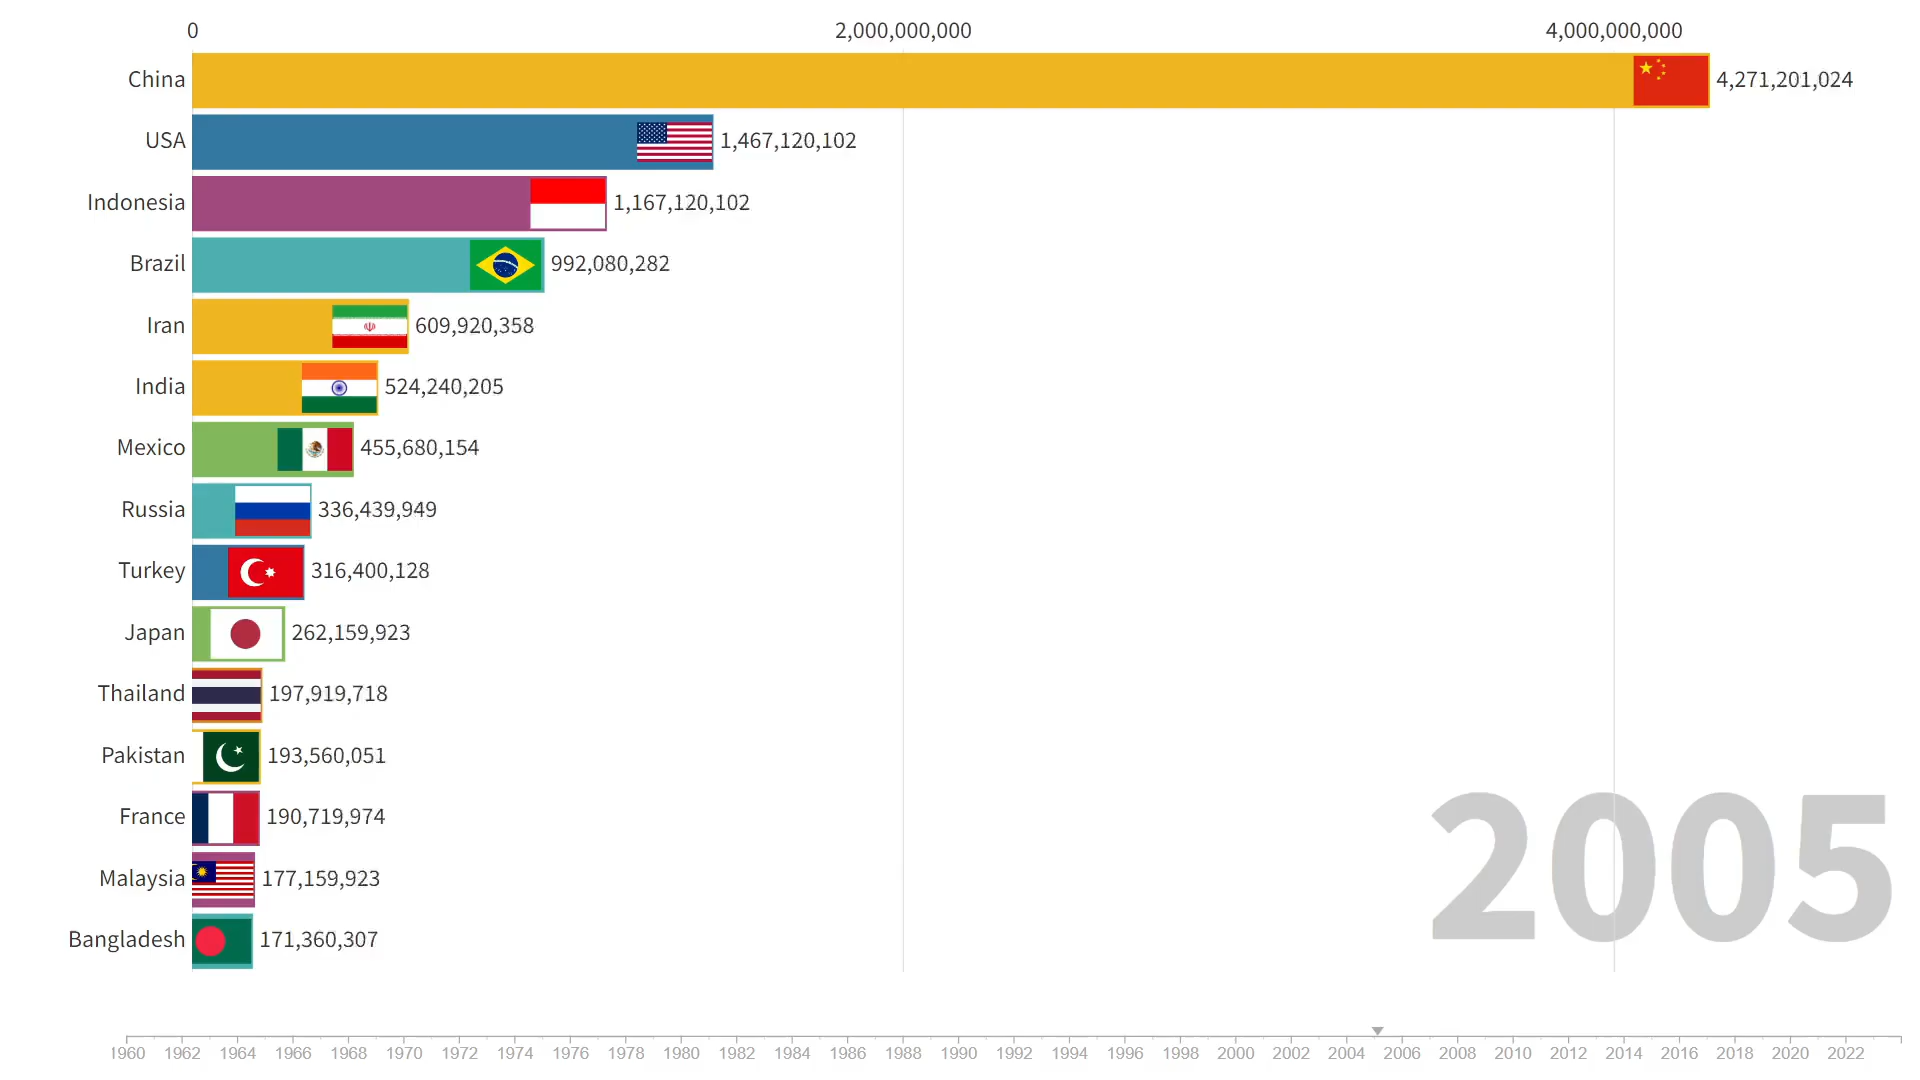 0 2,000,000,000 4,000,000,000
China 4,271,201,024
USA 1,467,120,102
Indonesia 1,167,120,102
Brazil 992,080,282
Iran 609,920,358
India 524,240,205
Mexico 455,680,154
Russia 336,439,949
Turkey 316,400,128
Japan 262,159,923
Thailand 197,919,718
Pakistan 193,560,051
France 190,719,974
Malaysia 177,159,923
Bangladesh 171,360,307
2005
1960 1962 1964 1966 1968 1970 1972 1974 1976 1978 1980 1982 1984 1986 1988 1990 1992 1994 1996 1998 2000 2002 2004 2006 2008 2010 2012 2014 2016 2018 2020 2022